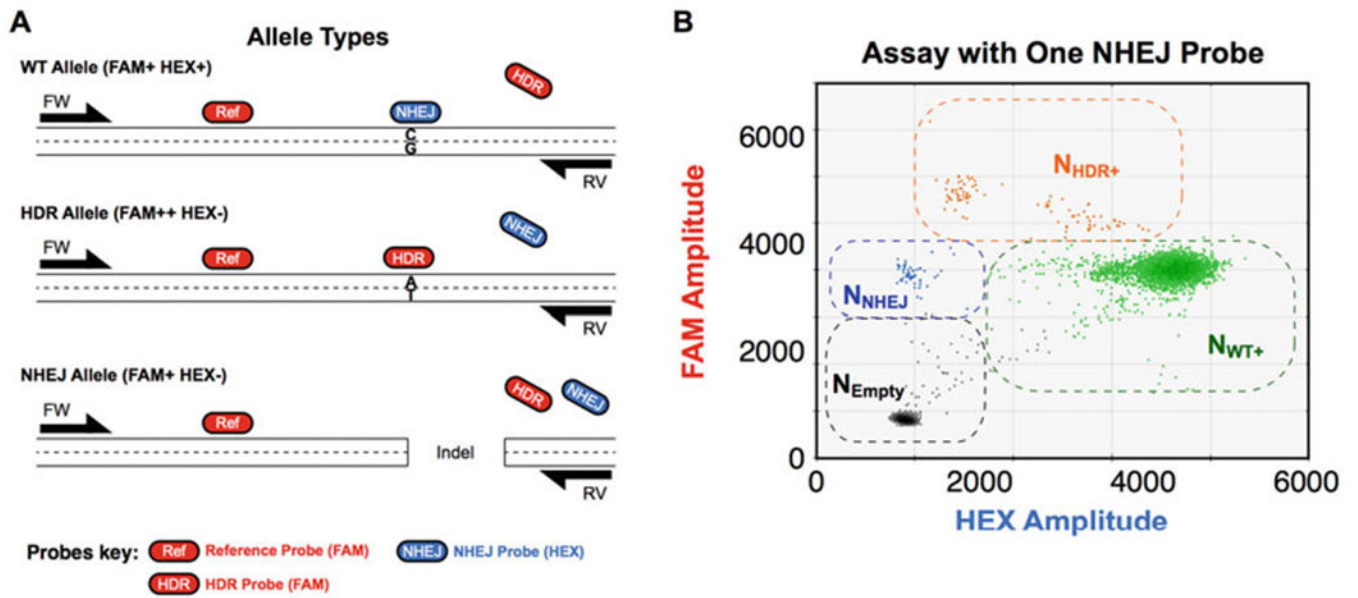 A
Allele Types
WT Allele (FAM+ HEX+)
FW
Ref
NHEJ
HDR
C
G
RV
HDR Allele (FAM++ HEX-)
FW
Ref
HDR
NHEJ
A
T
RV
NHEJ Allele (FAM+ HEX-)
FW
Ref
HDR
NHEJ
Indel
RV
Probes key:
Ref Reference Probe (FAM)
NHEJ NHEJ Probe (HEX)
HDR HDR Probe (FAM)
B
Assay with One NHEJ Probe
FAM Amplitude
6000
4000
2000
0
NHDR+
NNHEJ
NWT+
NEmpty
0 2000 4000 6000
HEX Amplitude